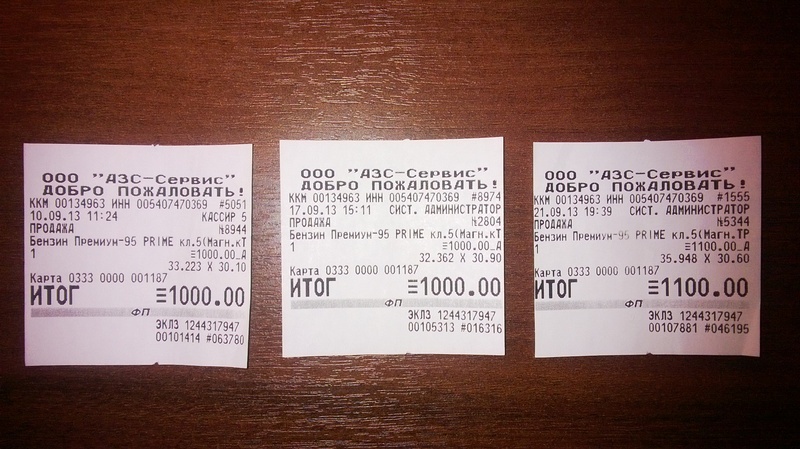 ООО "АЗС-Сервис"
ДОБРО ПОЖАЛОВАТЬ!
ККМ 00134963 ИНН 005407470369 #5051
10.09.13 11:24 КАССИР 5
ПРОДАЖА №8944
Бензин Премиум-95 PRIME кл.5(Магн.кТ
1 ≡1000.00_А
33.223 X 30.10
Карта 0333 0000 001187
ИТОГ ≡1000.00
ФП
ЭКЛЗ 1244317947
00101414 #063780
ООО "АЗС-Сервис"
ДОБРО ПОЖАЛОВАТЬ!
ККМ 00134963 ИНН 005407470369 #8974
17.09.13 15:11 СИСТ. АДМИНИСТРАТОР
ПРОДАЖА №2804
Бензин Премиум-95 PRIME кл.5(Магн.кТ
1 ≡1000.00_А
32.362 X 30.90
Карта 0333 0000 001187
ИТОГ ≡1000.00
ФП
ЭКЛЗ 1244317947
00105313 #016316
ООО "АЗС-Сервис"
ДОБРО ПОЖАЛОВАТЬ!
ККМ 00134963 ИНН 005407470369 #1555
21.09.13 19:39 СИСТ. АДМИНИСТРАТОР
ПРОДАЖА №5344
Бензин Премиум-95 PRIME кл.5(Магн.ТР
1 ≡1100.00_А
35.948 X 30.60
Карта 0333 0000 001187
ИТОГ ≡1100.00
ФП
ЭКЛЗ 1244317947
00107881 #046195